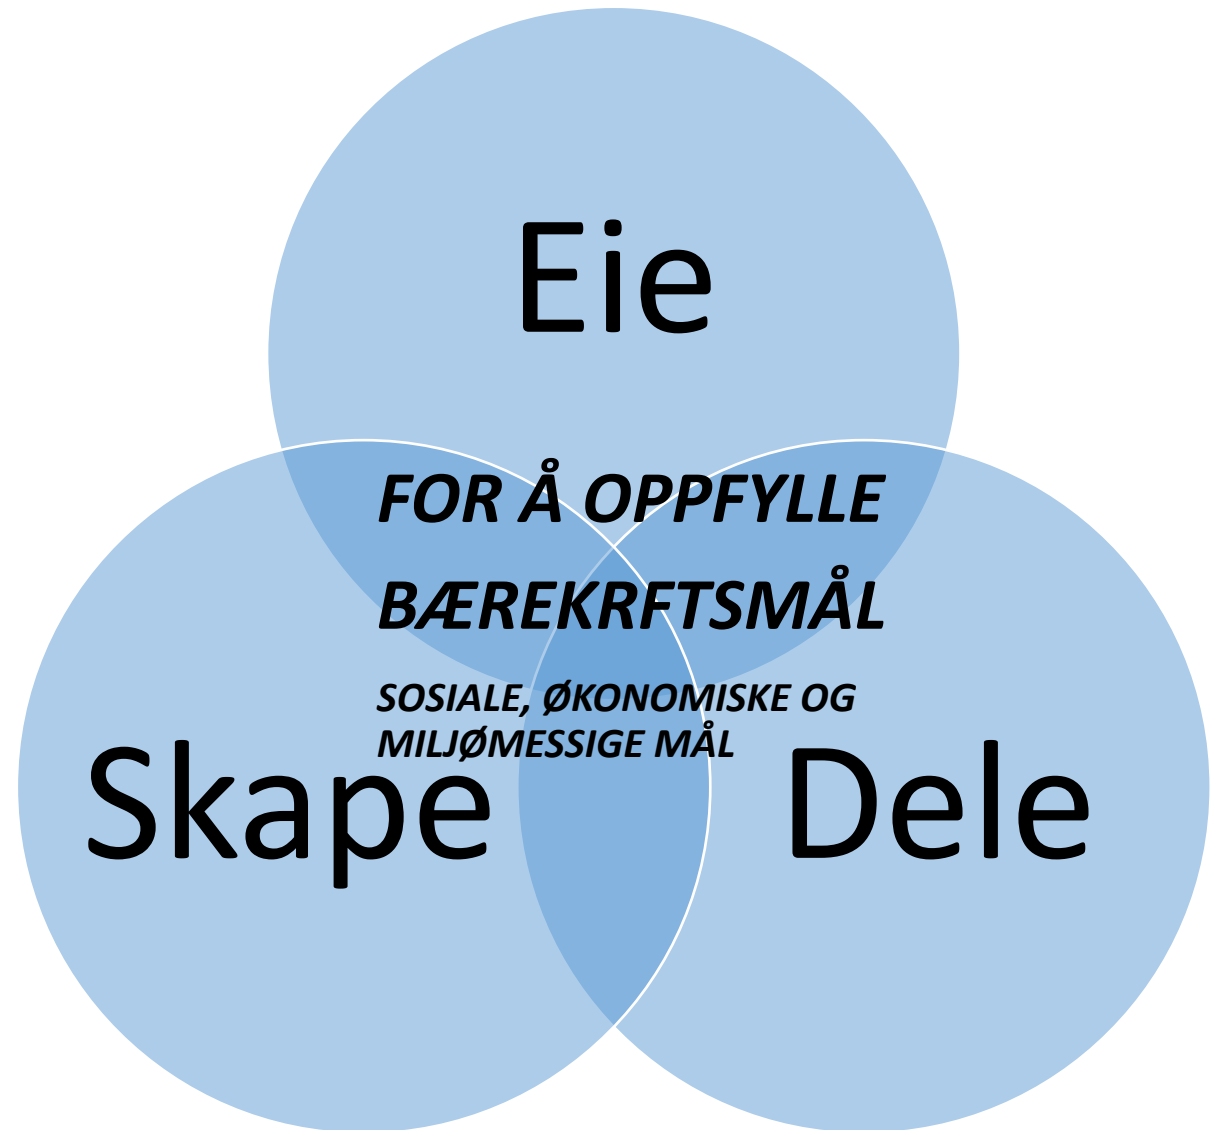 Eie
FOR Å OPPFYLLE
BÆREKRFTSMÅL
SOSIALE, ØKONOMISKE OG
MILJØMESSIGE MÅL
Skape
Dele